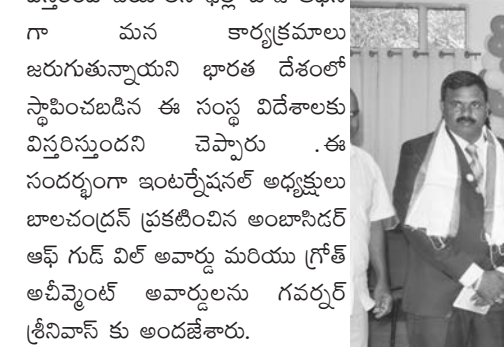 గా మన కార్యక్రమాలు
జరుగుతున్నాయని భారత దేశంలో
స్థాపించబడిన ఈ సంస్థ విదేశాలకు
విస్తరిస్తుందని చెప్పారు .ఈ
సందర్భంగా ఇంటర్నేషనల్ అధ్యక్షులు
బాలచంద్రన్ ప్రకటించిన అంబాసిడర్
ఆఫ్ గుడ్ విల్ అవార్డు మరియు గ్రోత్
అచీవ్మెంట్ అవార్డులను గవర్నర్
శ్రీనివాస్ కు అందజేశారు.